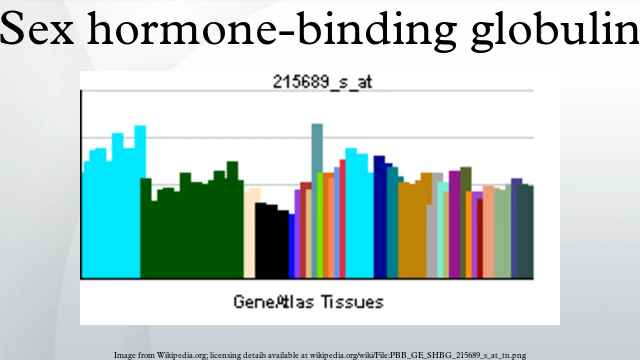 Sex hormone-binding globulin
215689_s_at
GeneAtlas Tissues
Image from Wikipedia.org; licensing details available at wikipedia.org/wiki/File:PBB_GE_SHBG_215689_s_at_tn.png